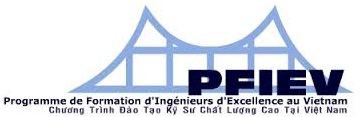 PFIEV
Programme de Formation d'Ingénieurs d'Excellence au Vietnam
Chương Trình Đào Tạo Kỹ Sư Chất Lượng Cao Tại Việt Nam